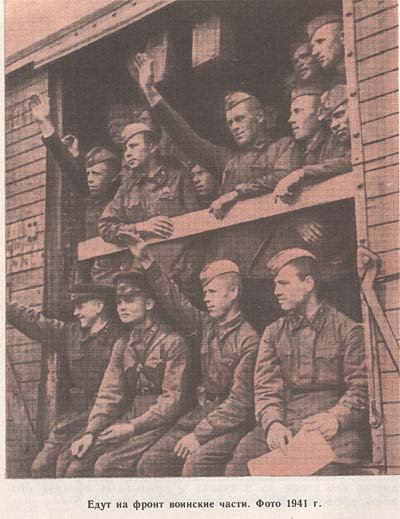 Едут на фронт воинские части. Фото 1941 г.